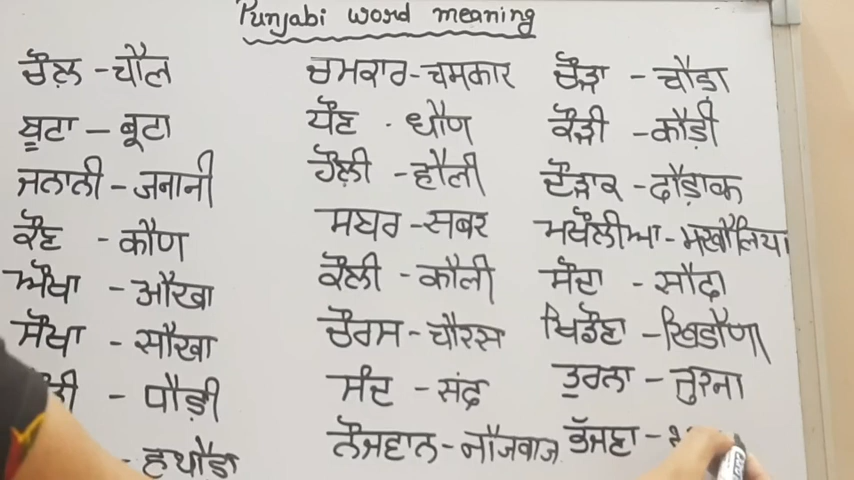 Punjabi word meaning
ਚੌਲ਼ - चौल
ਬੂਟਾ - बूटा
ਜਨਾਨੀ - जनानी
ਕੌਣ - कौण
ਔਖਾ - औखा
ਸੌਖਾ - सौखा
- पौड़ी
- हथौड़ा
ਚਮਕਾਰ - चमकार
ਧੌਣ - धौण
ਹੌਲ਼ੀ - हौली
ਸਬਰ - सबर
ਕੌਲੀ - कौली
ਚੌਰਸ - चौरस
ਸੰਦ - संद
ਨੌਜਵਾਨ - नौजवाज
ਚੌੜਾ - चौड़ा
ਕੌੜੀ - कौड़ी
ਦੌੜਾਕ - दौड़ाक
ਮਖੌਲੀਆ - मखौलिया
ਸੌਦਾ - सौदा
ਖਿਡੌਣਾ - खिडौणा
ਤੁਰਨਾ - तुरना
ਭੱਜਣਾ -